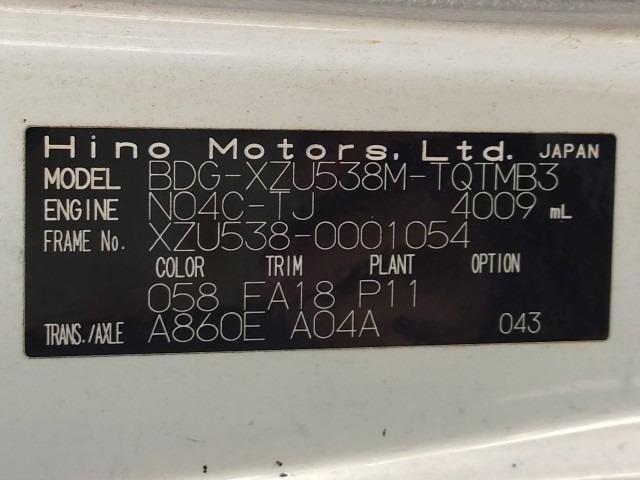 Hino Motors, Ltd. JAPAN
MODEL BDG-XZU538M-TQTMB3
ENGINE N04C-TJ 4009 mL
FRAME No. XZU538-0001054
COLOR TRIM PLANT OPTION
058 FA18 P11
TRANS./AXLE A860E A04A 043